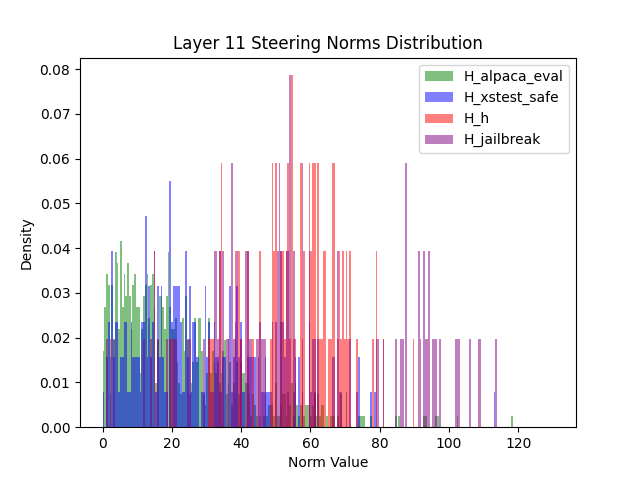 Layer 11 Steering Norms Distribution
H_alpaca_eval
H_xstest_safe
H_h
H_jailbreak
Density
0.08
0.07
0.06
0.05
0.04
0.03
0.02
0.01
0.00
0 20 40 60 80 100 120
Norm Value